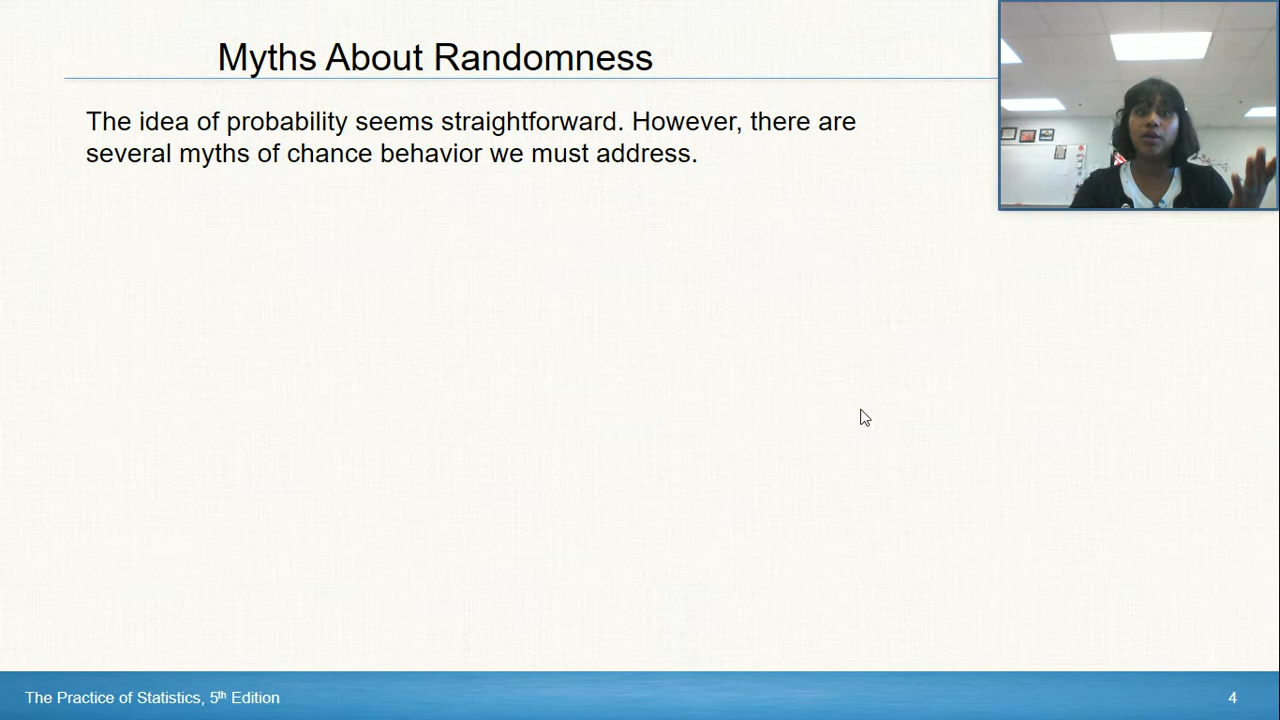 Myths About Randomness
The idea of probability seems straightforward. However, there are
several myths of chance behavior we must address.
The Practice of Statistics, 5th Edition
4